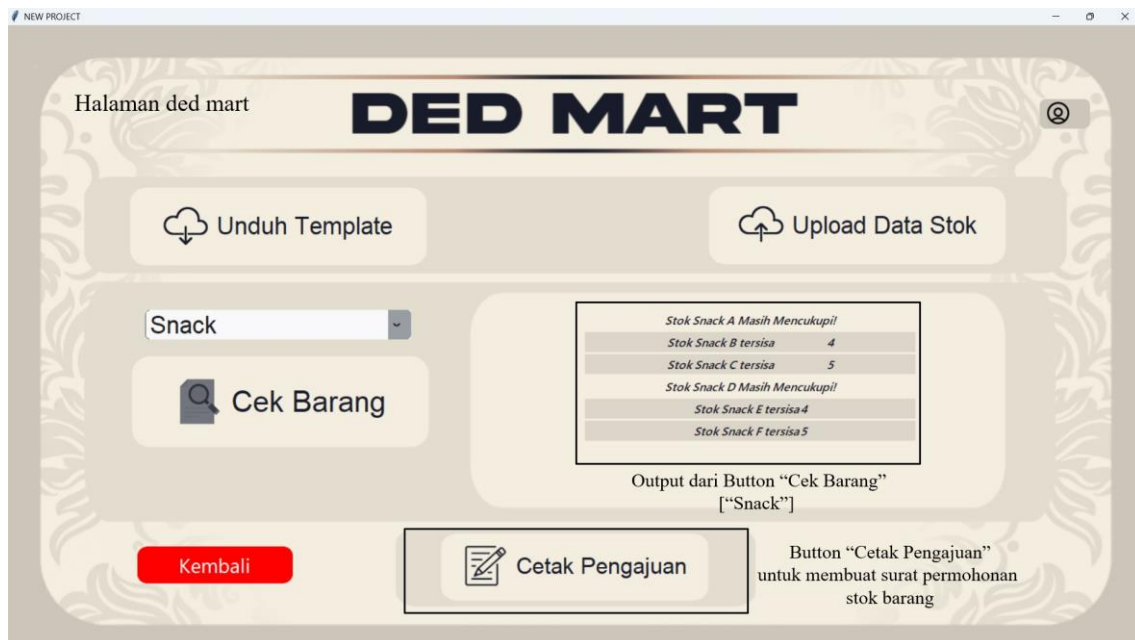 NEW PROJECT
Halaman ded mart
DED MART
Unduh Template
Upload Data Stok
Snack
Cek Barang
Stok Snack A Masih Mencukupi!
Stok Snack B tersisa 4
Stok Snack C tersisa 5
Stok Snack D Masih Mencukupi!
Stok Snack E tersisa 4
Stok Snack F tersisa 5
Output dari Button “Cek Barang”
[“Snack”]
Kembali
Cetak Pengajuan
Button “Cetak Pengajuan”
untuk membuat surat permohonan
stok barang